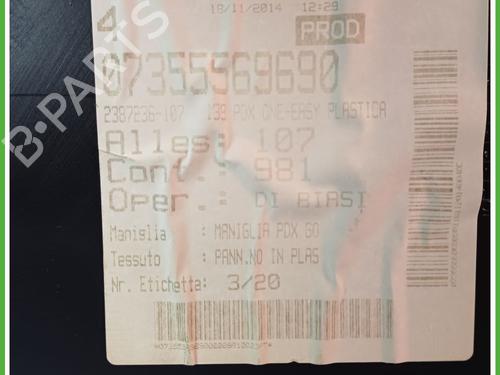 18/11/2014 12:29
4
PROD
07355569690
2387236-107 139 PDX ONE-EASY PLASTICA
Alles: 107
Cont.: 981
Oper.: DI BIASI
Maniglia : MANIGLIA PDX GO
Tessuto : PANN.NO IN PLAS
Nr. Etichetta: 3/20
B-PARTS